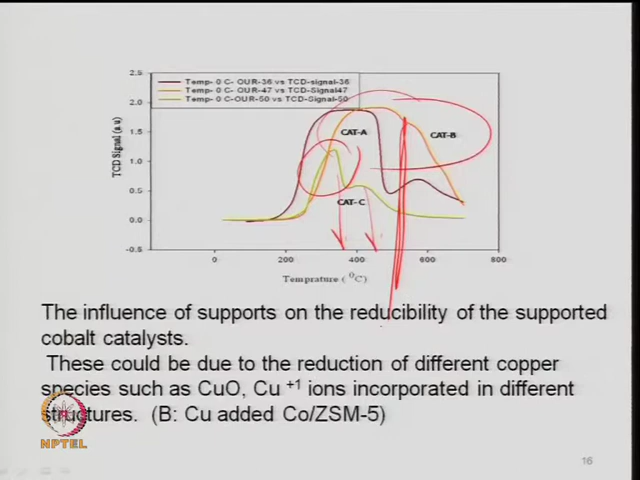 2.5
2.0
1.5
1.0
0.5
0.0
-0.5
TCD Signal (a.u)
Temp- 0 C- OUR-36 vs TCD-signal-36
Temp- 0 C- OUR-47 vs TCD-Signal47
Temp- 0 C-OUR-50 vs TCD-Signal-50
CAT-A
CAT-B
CAT-C
0 200 400 600 800
Temprature ( 0C)
The influence of supports on the reducibility of the supported
cobalt catalysts.
These could be due to the reduction of different copper
species such as CuO, Cu +1 ions incorporated in different
structures. (B: Cu added Co/ZSM-5)
NPTEL
16